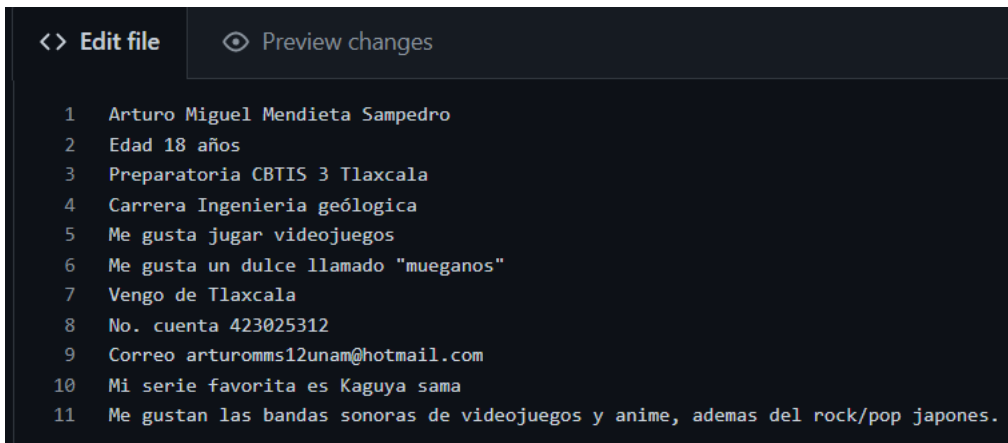 <> Edit file
Preview changes
1 Arturo Miguel Mendieta Sampedro
2 Edad 18 años
3 Preparatoria CBTIS 3 Tlaxcala
4 Carrera Ingenieria geólogica
5 Me gusta jugar videojuegos
6 Me gusta un dulce llamado "mueganos"
7 Vengo de Tlaxcala
8 No. cuenta 423025312
9 Correo arturomms12unam@hotmail.com
10 Mi serie favorita es Kaguya sama
11 Me gustan las bandas sonoras de videojuegos y anime, ademas del rock/pop japones.